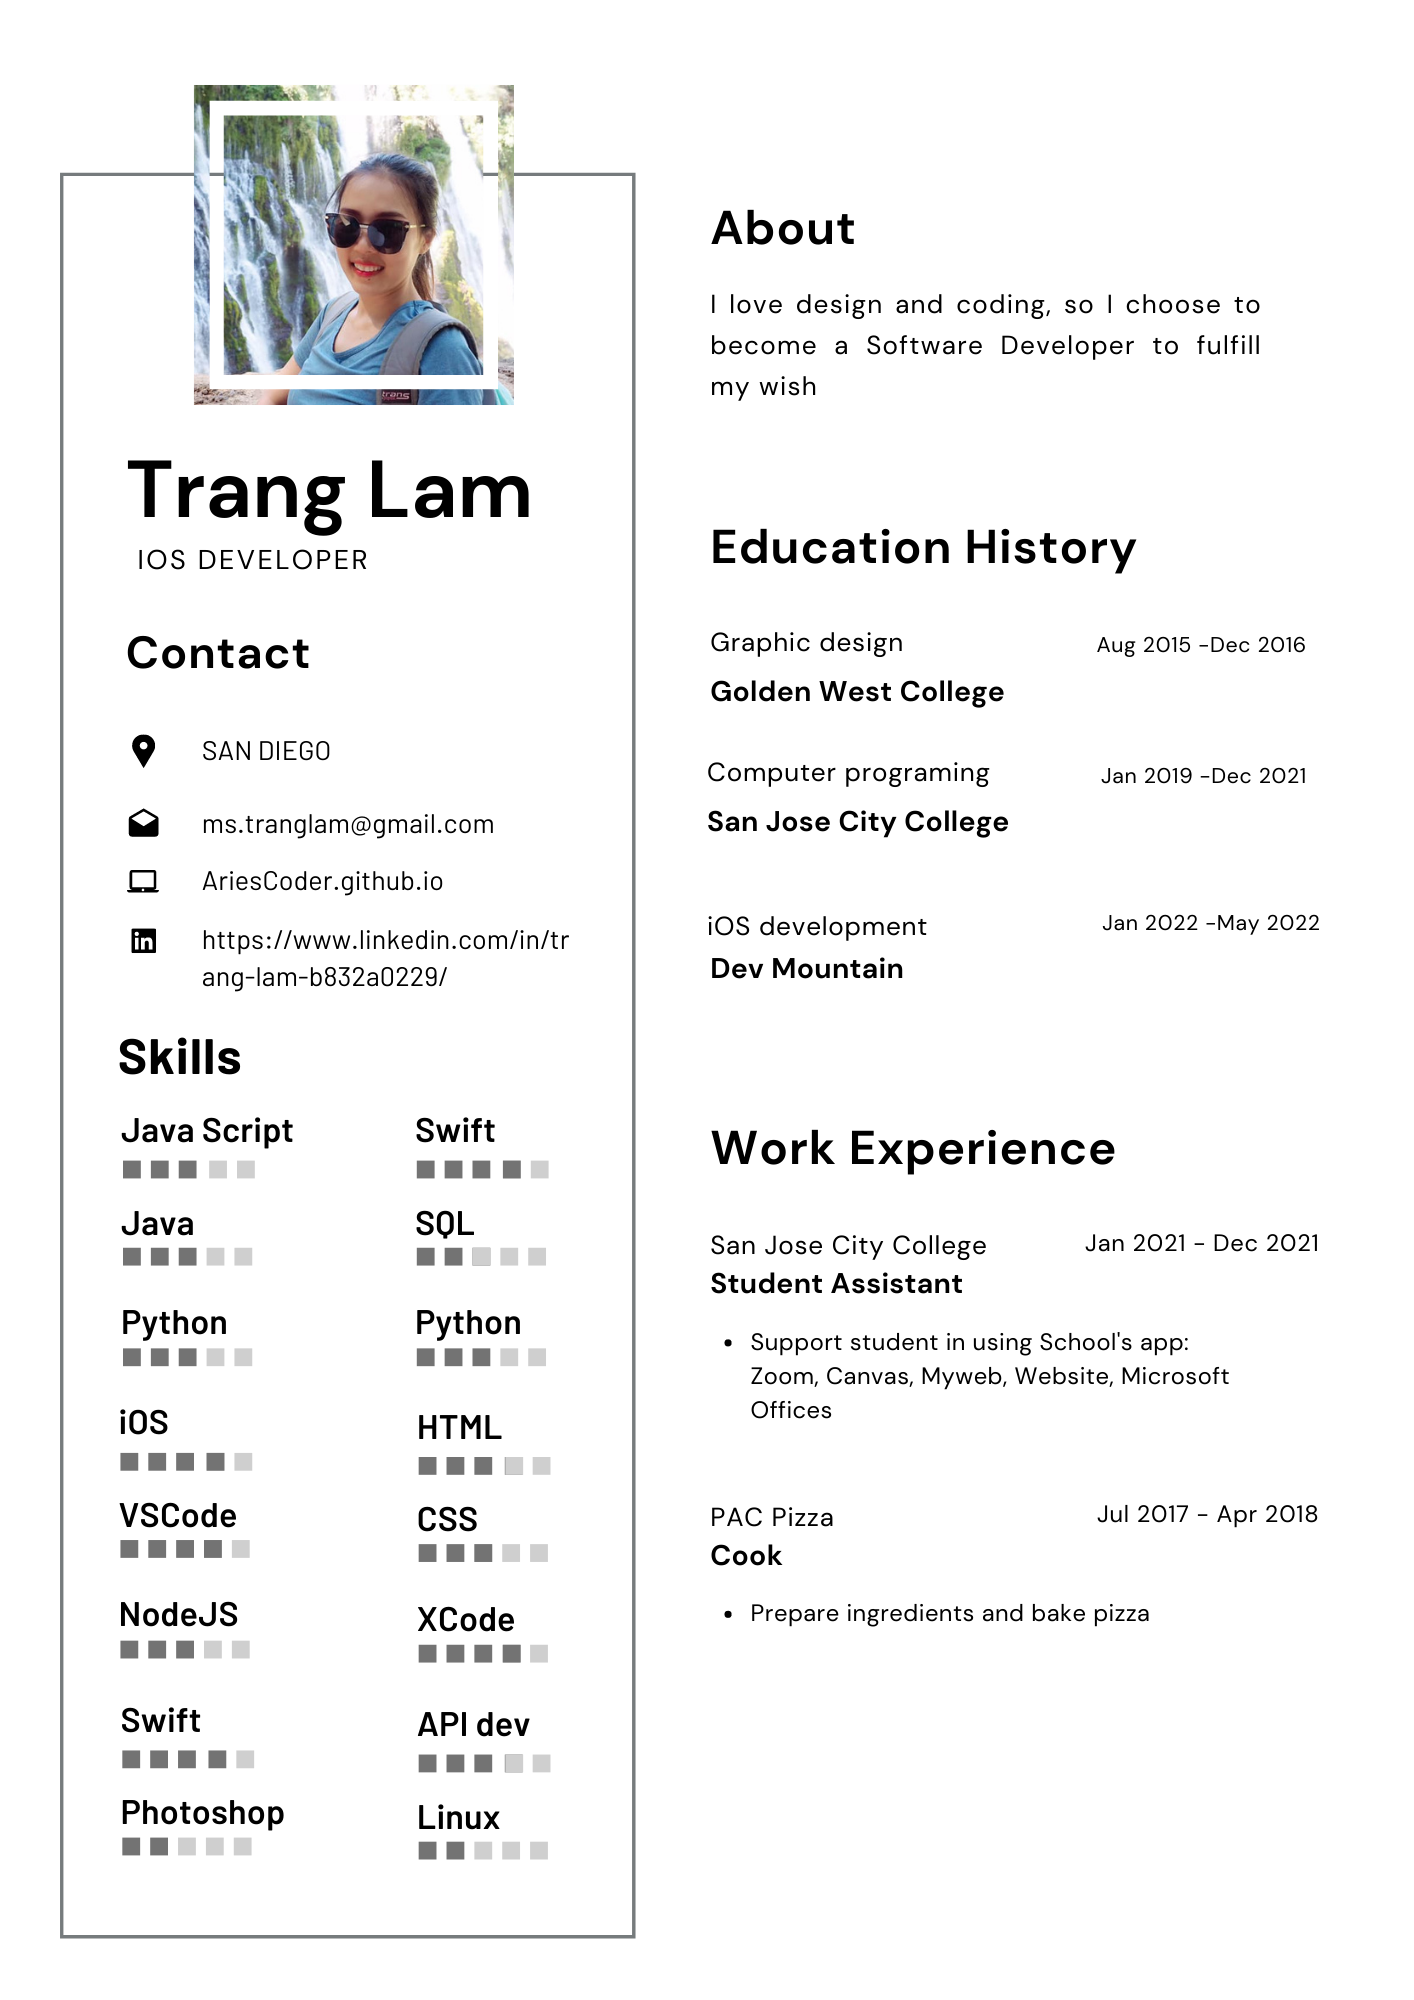 trans
Trang Lam
IOS DEVELOPER
Contact
SAN DIEGO
ms.tranglam@gmail.com
AriesCoder.github.io
https://www.linkedin.com/in/tr
ang-lam-b832a0229/
Skills
Java Script
Swift
Java
SQL
Python
Python
iOS
HTML
VSCode
CSS
NodeJS
XCode
Swift
API dev
Photoshop
Linux
About
I love design and coding, so I choose to
become a Software Developer to fulfill
my wish
Education History
Graphic design
Aug 2015 -Dec 2016
Golden West College
Computer programing
Jan 2019 -Dec 2021
San Jose City College
iOS development
Jan 2022 -May 2022
Dev Mountain
Work Experience
San Jose City College
Jan 2021 - Dec 2021
Student Assistant
• Support student in using School's app:
Zoom, Canvas, Myweb, Website, Microsoft
Offices
PAC Pizza
Jul 2017 - Apr 2018
Cook
• Prepare ingredients and bake pizza